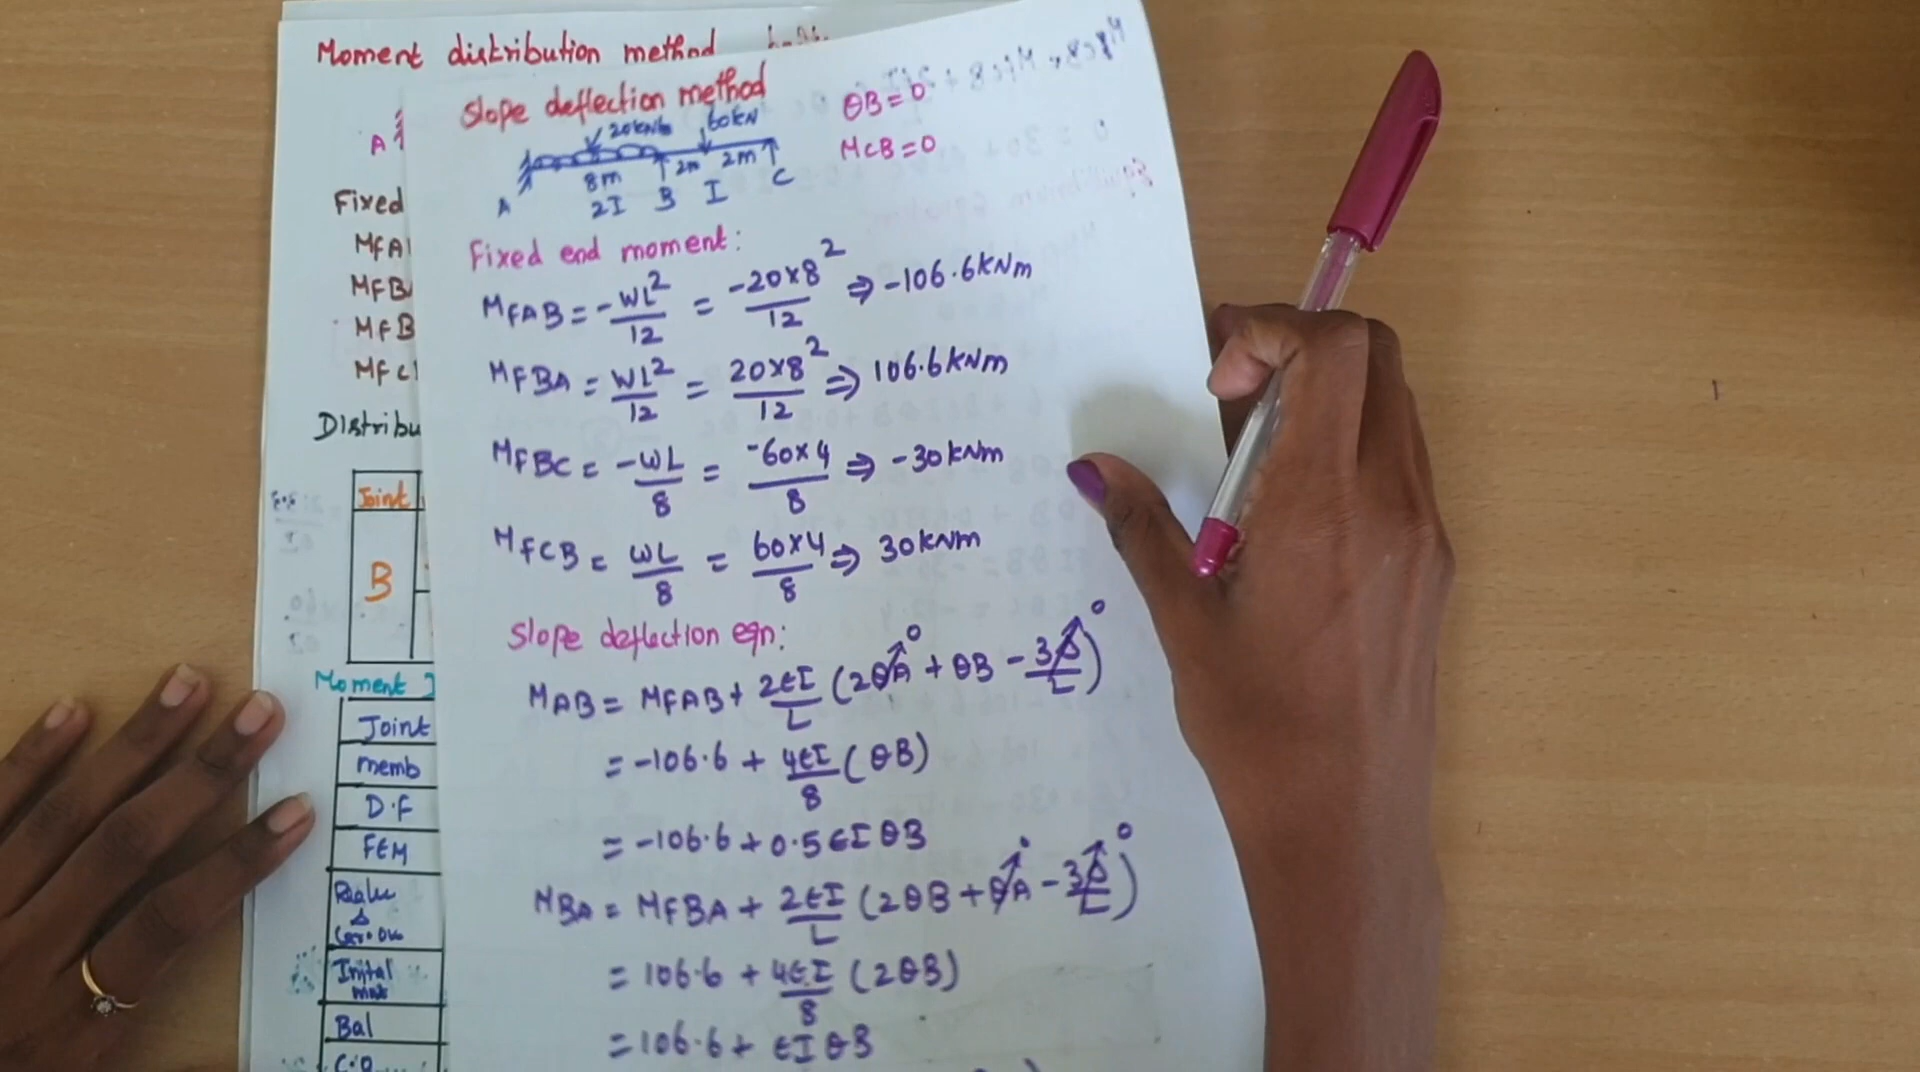 Moment distribution method
A
Fixed
MFA
MFB
MFB
MFC
Distribu
Joint
B
Moment
Joint
memb
D.F
FEM
Inital
Bal
C.O
Slope deflection method
θB=0
MCB=0
60kN
8m 2m 2m
A 2I B I C
Fixed end moment:
MFAB = -WL²/12 = -20×8²/12 ⇒ -106.6kNm
MFBA = WL²/12 = 20×8²/12 ⇒ 106.6kNm
MFBC = -WL/8 = -60×4/8 ⇒ -30kNm
MFCB = WL/8 = 60×4/8 ⇒ 30kNm
Slope deflection eqn:
MAB = MFAB + 2EI/L (2θA + θB - 3Δ/L)
= -106.6 + 4EI/8 (θB)
= -106.6 + 0.5EIθB
MBA = MFBA + 2EI/L (2θB + θA - 3Δ/L)
= 106.6 + 4EI/8 (2θB)
= 106.6 + EIθB